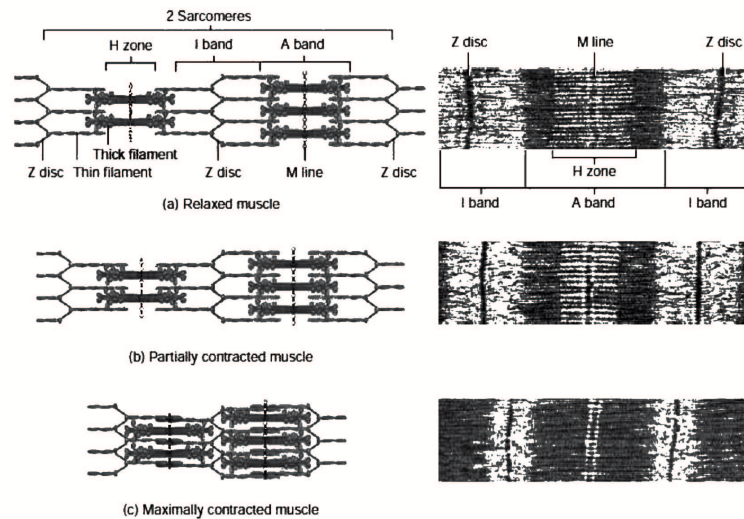 2 Sarcomeres
H zone
I band
A band
Thick filament
Z disc
Thin filament
Z disc
M line
Z disc
(a) Relaxed muscle
Z disc
M line
Z disc
H zone
I band
A band
I band
(b) Partially contracted muscle
(c) Maximally contracted muscle